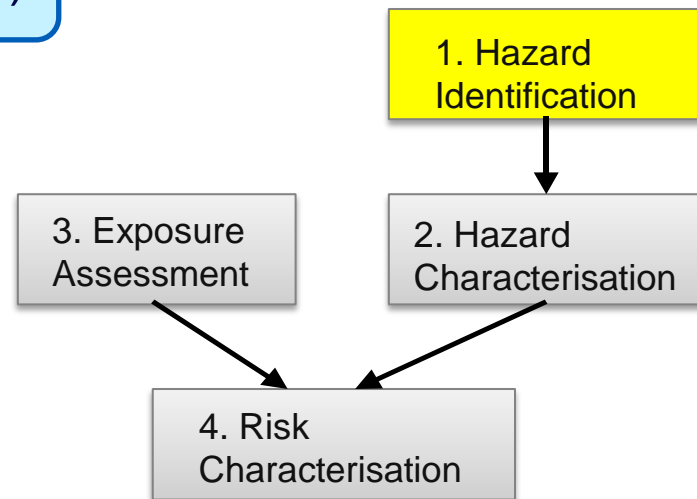 )
1. Hazard
Identification
3. Exposure
Assessment
2. Hazard
Characterisation
4. Risk
Characterisation